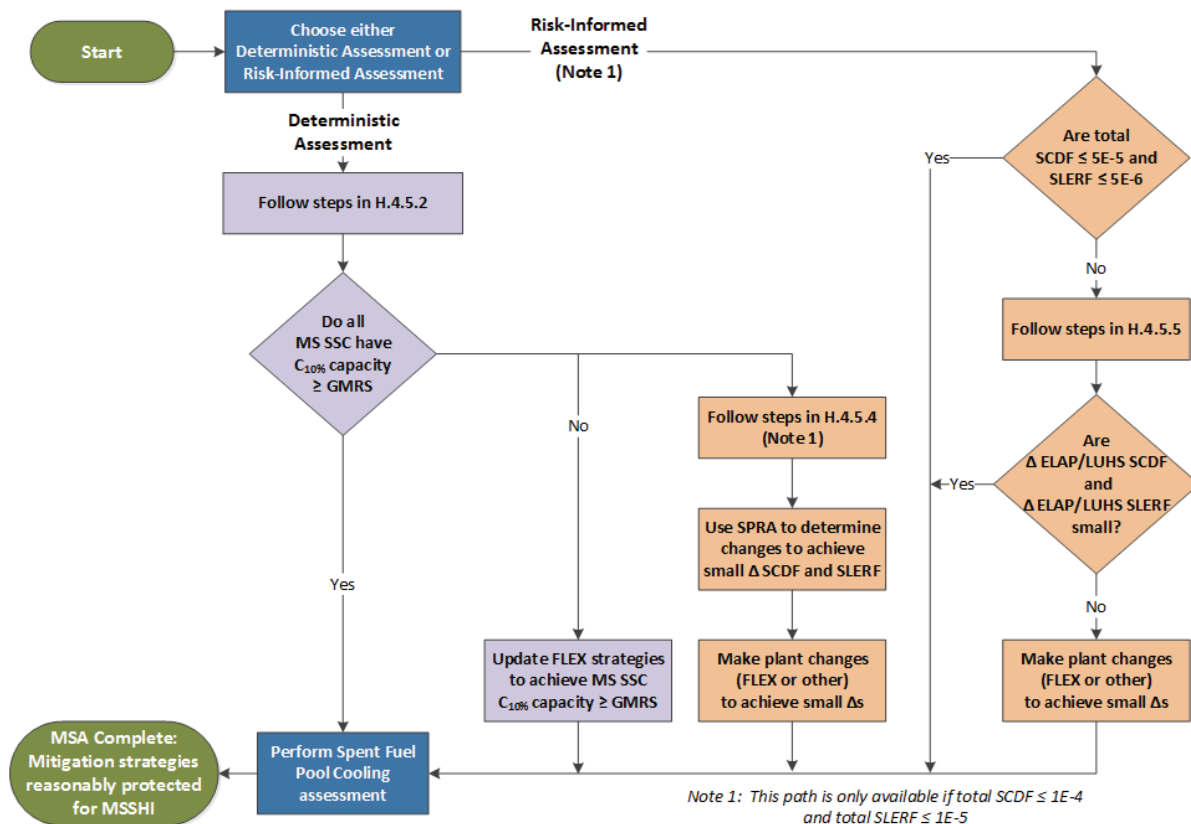 Start
Choose either
Deterministic Assessment or
Risk-Informed Assessment
Risk-Informed
Assessment
(Note 1)
Deterministic
Assessment
Follow steps in H.4.5.2
Do all
MS SSC have
C10% capacity
≥ GMRS
Yes
No
Update FLEX strategies
to achieve MS SSC
C10% capacity ≥ GMRS
Follow steps in H.4.5.4
(Note 1)
Use SPRA to determine
changes to achieve
small Δ SCDF and SLERF
Make plant changes
(FLEX or other)
to achieve small Δs
Are total
SCDF ≤ 5E-5 and
SLERF ≤ 5E-6
Yes
No
Follow steps in H.4.5.5
Are
Δ ELAP/LUHS SCDF
and
Δ ELAP/LUHS SLERF
small?
Yes
No
Make plant changes
(FLEX or other)
to achieve small Δs
Perform Spent Fuel
Pool Cooling
assessment
MSA Complete:
Mitigation strategies
reasonably protected
for MSSHI
Note 1: This path is only available if total SCDF ≤ 1E-4
and total SLERF ≤ 1E-5